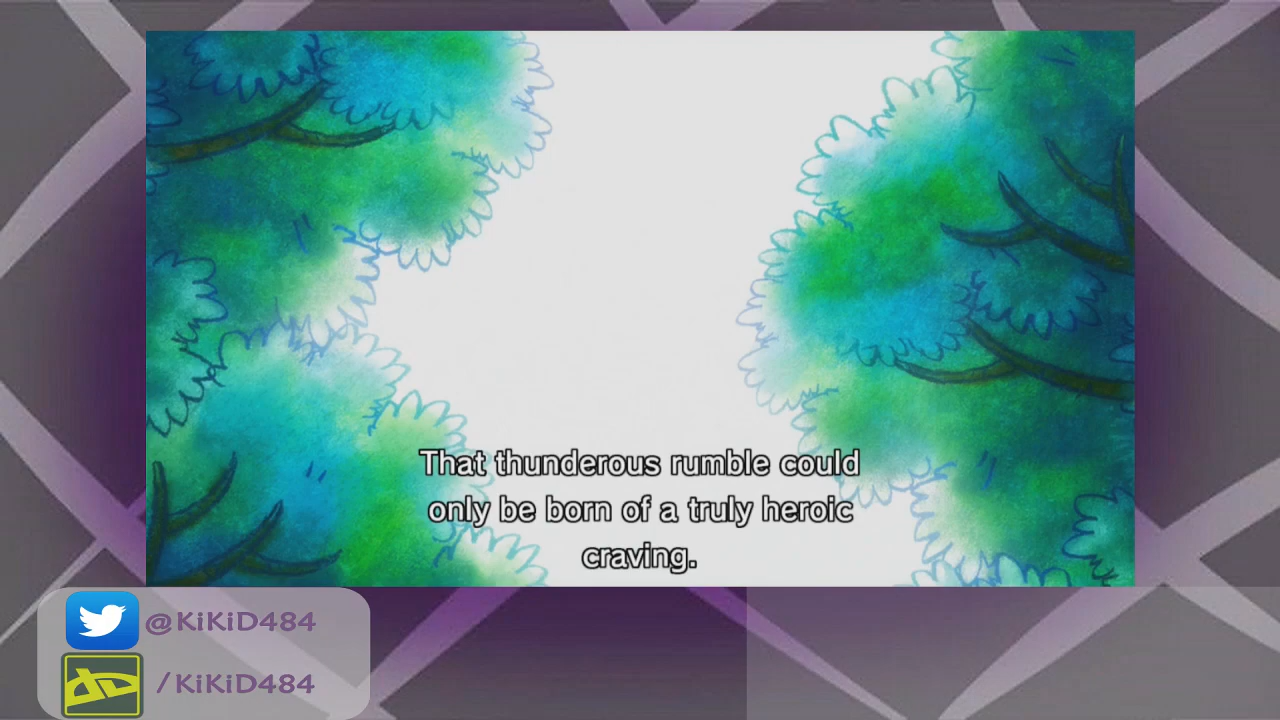 That thunderous rumble could
only be born of a truly heroic
craving.
@KiKiD484
/KiKiD484